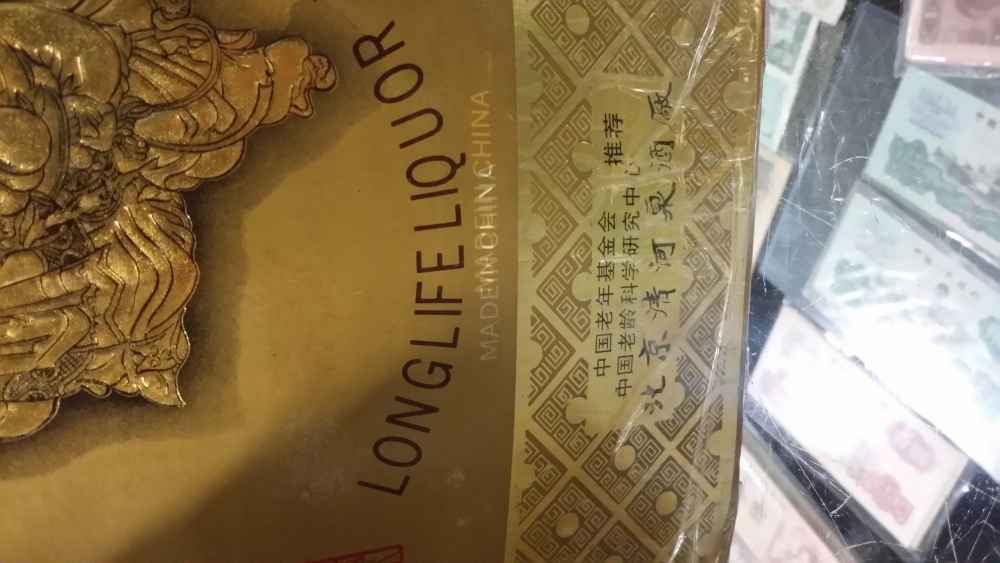 LONGLIFE LIQUOR
MADE IN CHINA
中国老年基金会
中国老龄科学研究中心 推荐
北京清河泉酒厂